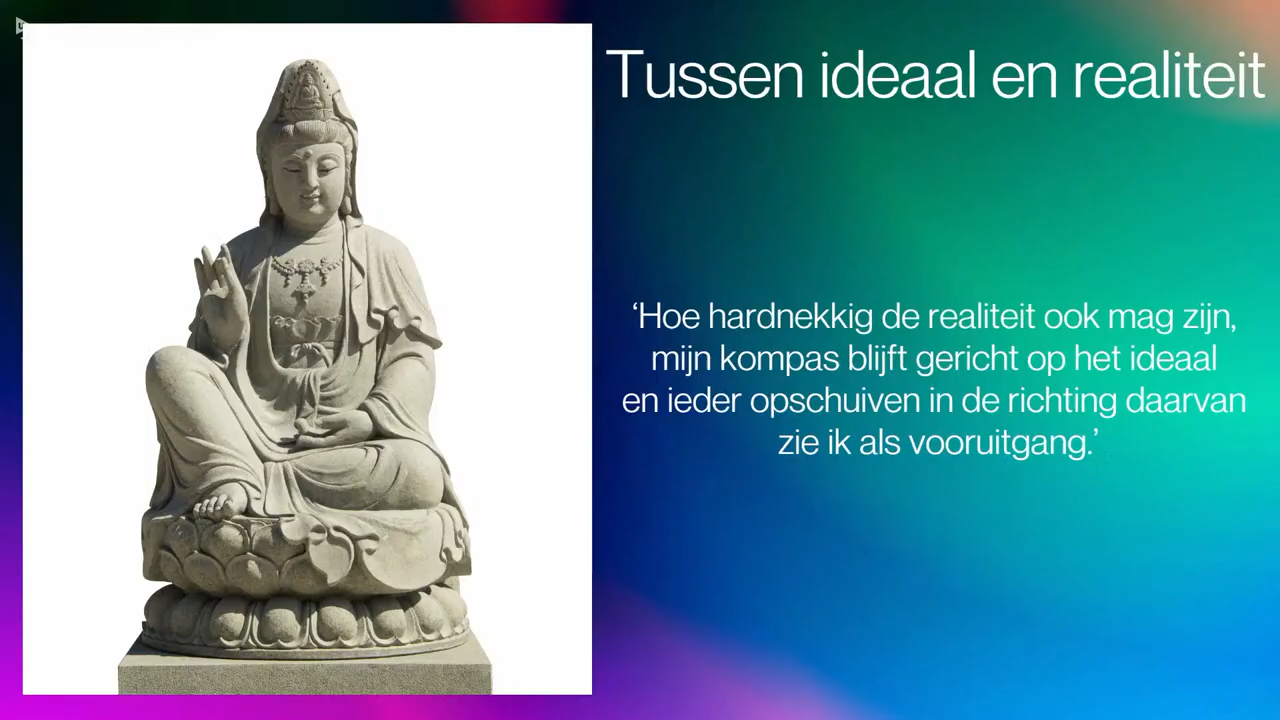 Tussen ideaal en realiteit
‘Hoe hardnekkig de realiteit ook mag zijn,
mijn kompas blijft gericht op het ideaal
en ieder opschuiven in de richting daarvan
zie ik als vooruitgang.’